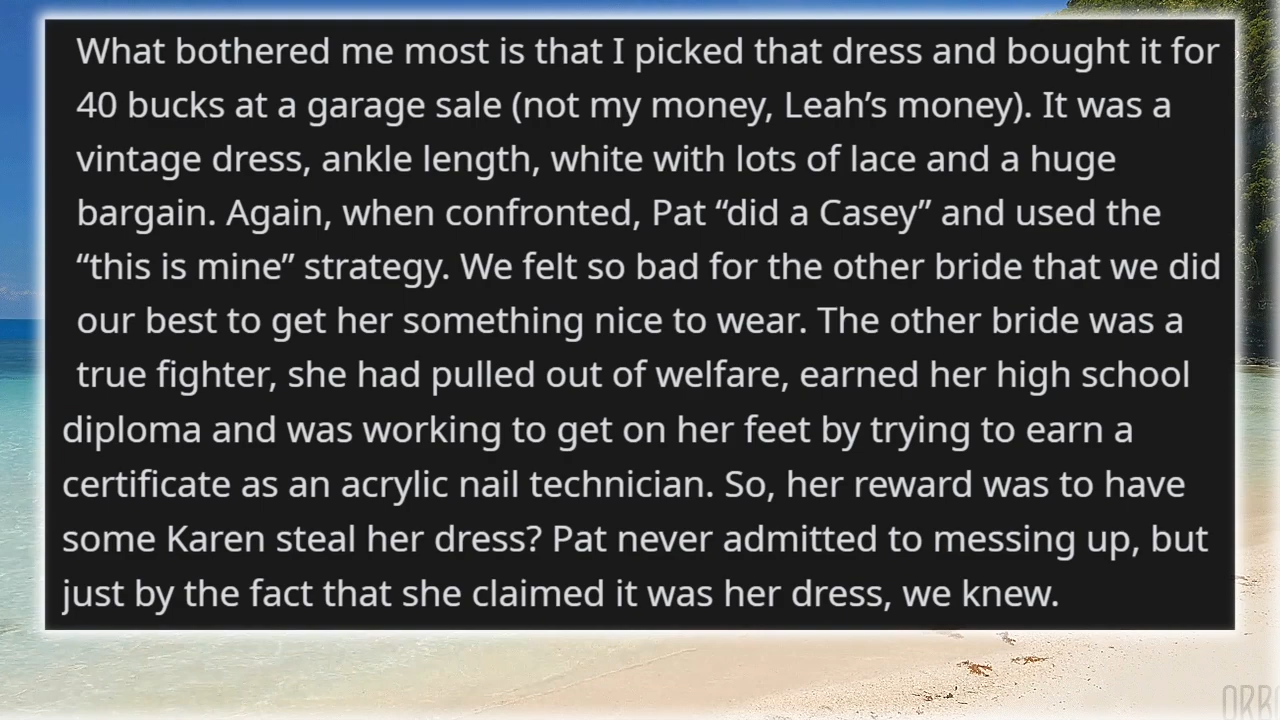 What bothered me most is that I picked that dress and bought it for
40 bucks at a garage sale (not my money, Leah’s money). It was a
vintage dress, ankle length, white with lots of lace and a huge
bargain. Again, when confronted, Pat “did a Casey” and used the
“this is mine” strategy. We felt so bad for the other bride that we did
our best to get her something nice to wear. The other bride was a
true fighter, she had pulled out of welfare, earned her high school
diploma and was working to get on her feet by trying to earn a
certificate as an acrylic nail technician. So, her reward was to have
some Karen steal her dress? Pat never admitted to messing up, but
just by the fact that she claimed it was her dress, we knew.